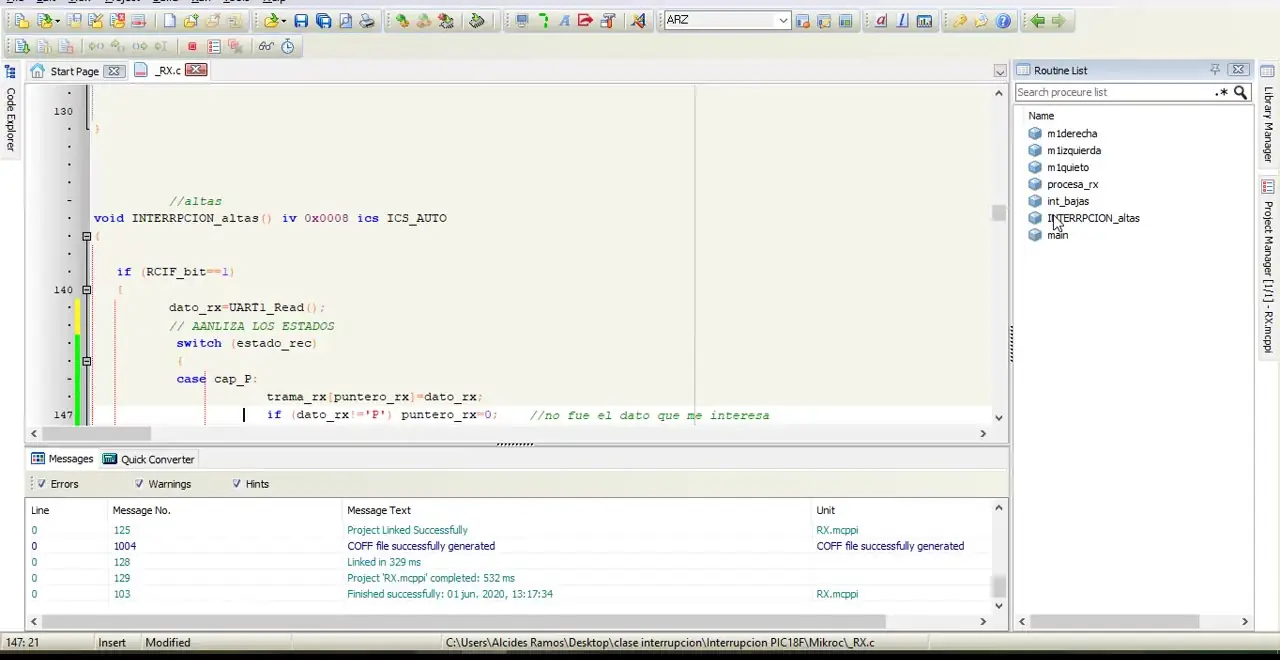 ARZ
Start Page
_RX.c
Code Explorer
130
}
//altas
void INTERRPCION_altas() iv 0x0008 ics ICS_AUTO
{
if (RCIF_bit==1)
140
{
dato_rx=UART1_Read();
// AANLIZA LOS ESTADOS
switch (estado_rec)
{
case cap_P:
trama_rx[puntero_rx]=dato_rx;
147 if (dato_rx!='P') puntero_rx=0; //no fue el dato que me interesa
Routine List
Search proceure list
.*
Name
m1derecha
m1izquierda
m1quieto
procesa_rx
int_bajas
INTERRPCION_altas
main
Library Manager
Project Manager [1/1] - RX.mcppi
Messages Quick Converter
Errors Warnings Hints
Line Message No. Message Text Unit
0 125 Project Linked Successfully RX.mcppi
0 1004 COFF file successfully generated COFF file successfully generated
0 128 Linked in 329 ms
0 129 Project 'RX.mcppi' completed: 532 ms
0 103 Finished successfully: 01 jun. 2020, 13:17:34 RX.mcppi
147: 21 Insert Modified C:\Users\Alcides Ramos\Desktop\clase interrupcion\Interrupcion PIC18F\Mikroc\_RX.c